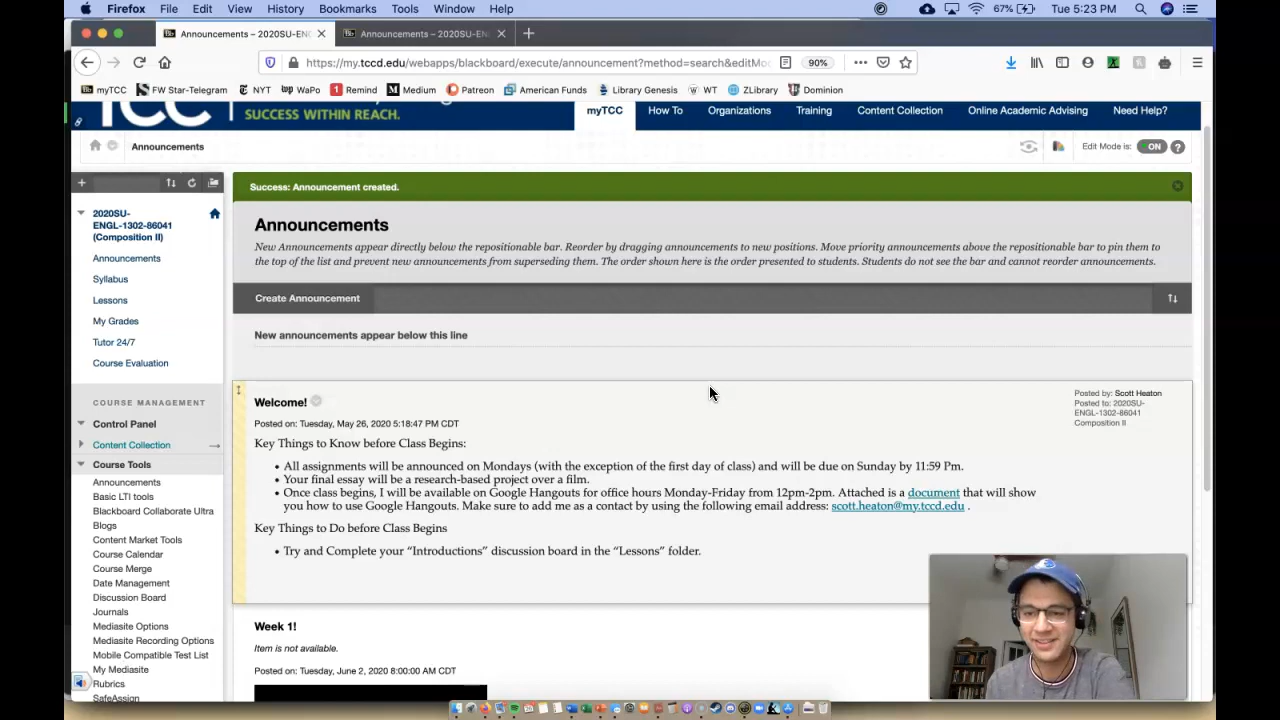 Firefox File Edit View History Bookmarks Tools Window Help 67% Tue 5:23 PM
Announcements – 2020SU-EN Announcements – 2020SU-EN
https://my.tccd.edu/webapps/blackboard/execute/announcement?method=search&editMo 90%
myTCC FW Star-Telegram NYT WaPo Remind Medium Patreon American Funds Library Genesis WT ZLibrary Dominion
TCC SUCCESS WITHIN REACH. myTCC How To Organizations Training Content Collection Online Academic Advising Need Help?
Announcements Edit Mode is: ON ?
2020SU-
ENGL-1302-86041
(Composition II)
Announcements
Syllabus
Lessons
My Grades
Tutor 24/7
Course Evaluation
COURSE MANAGEMENT
Control Panel
Content Collection
Course Tools
Announcements
Basic LTI tools
Blackboard Collaborate Ultra
Blogs
Content Market Tools
Course Calendar
Course Merge
Date Management
Discussion Board
Journals
Mediasite Options
Mediasite Recording Options
Mobile Compatible Test List
My Mediasite
Rubrics
SafeAssign
Success: Announcement created.
Announcements
New Announcements appear directly below the repositionable bar. Reorder by dragging announcements to new positions. Move priority announcements above the repositionable bar to pin them to
the top of the list and prevent new announcements from superseding them. The order shown here is the order presented to students. Students do not see the bar and cannot reorder announcements.
Create Announcement
New announcements appear below this line
Welcome!
Posted on: Tuesday, May 26, 2020 5:18:47 PM CDT
Key Things to Know before Class Begins:
• All assignments will be announced on Mondays (with the exception of the first day of class) and will be due on Sunday by 11:59 Pm.
• Your final essay will be a research-based project over a film.
• Once class begins, I will be available on Google Hangouts for office hours Monday-Friday from 12pm-2pm. Attached is a document that will show
you how to use Google Hangouts. Make sure to add me as a contact by using the following email address: scott.heaton@my.tccd.edu .
Key Things to Do before Class Begins
• Try and Complete your “Introductions” discussion board in the “Lessons” folder.
Posted by: Scott Heaton
Posted to: 2020SU-
ENGL-1302-86041
Composition II
Week 1!
Item is not available.
Posted on: Tuesday, June 2, 2020 8:00:00 AM CDT